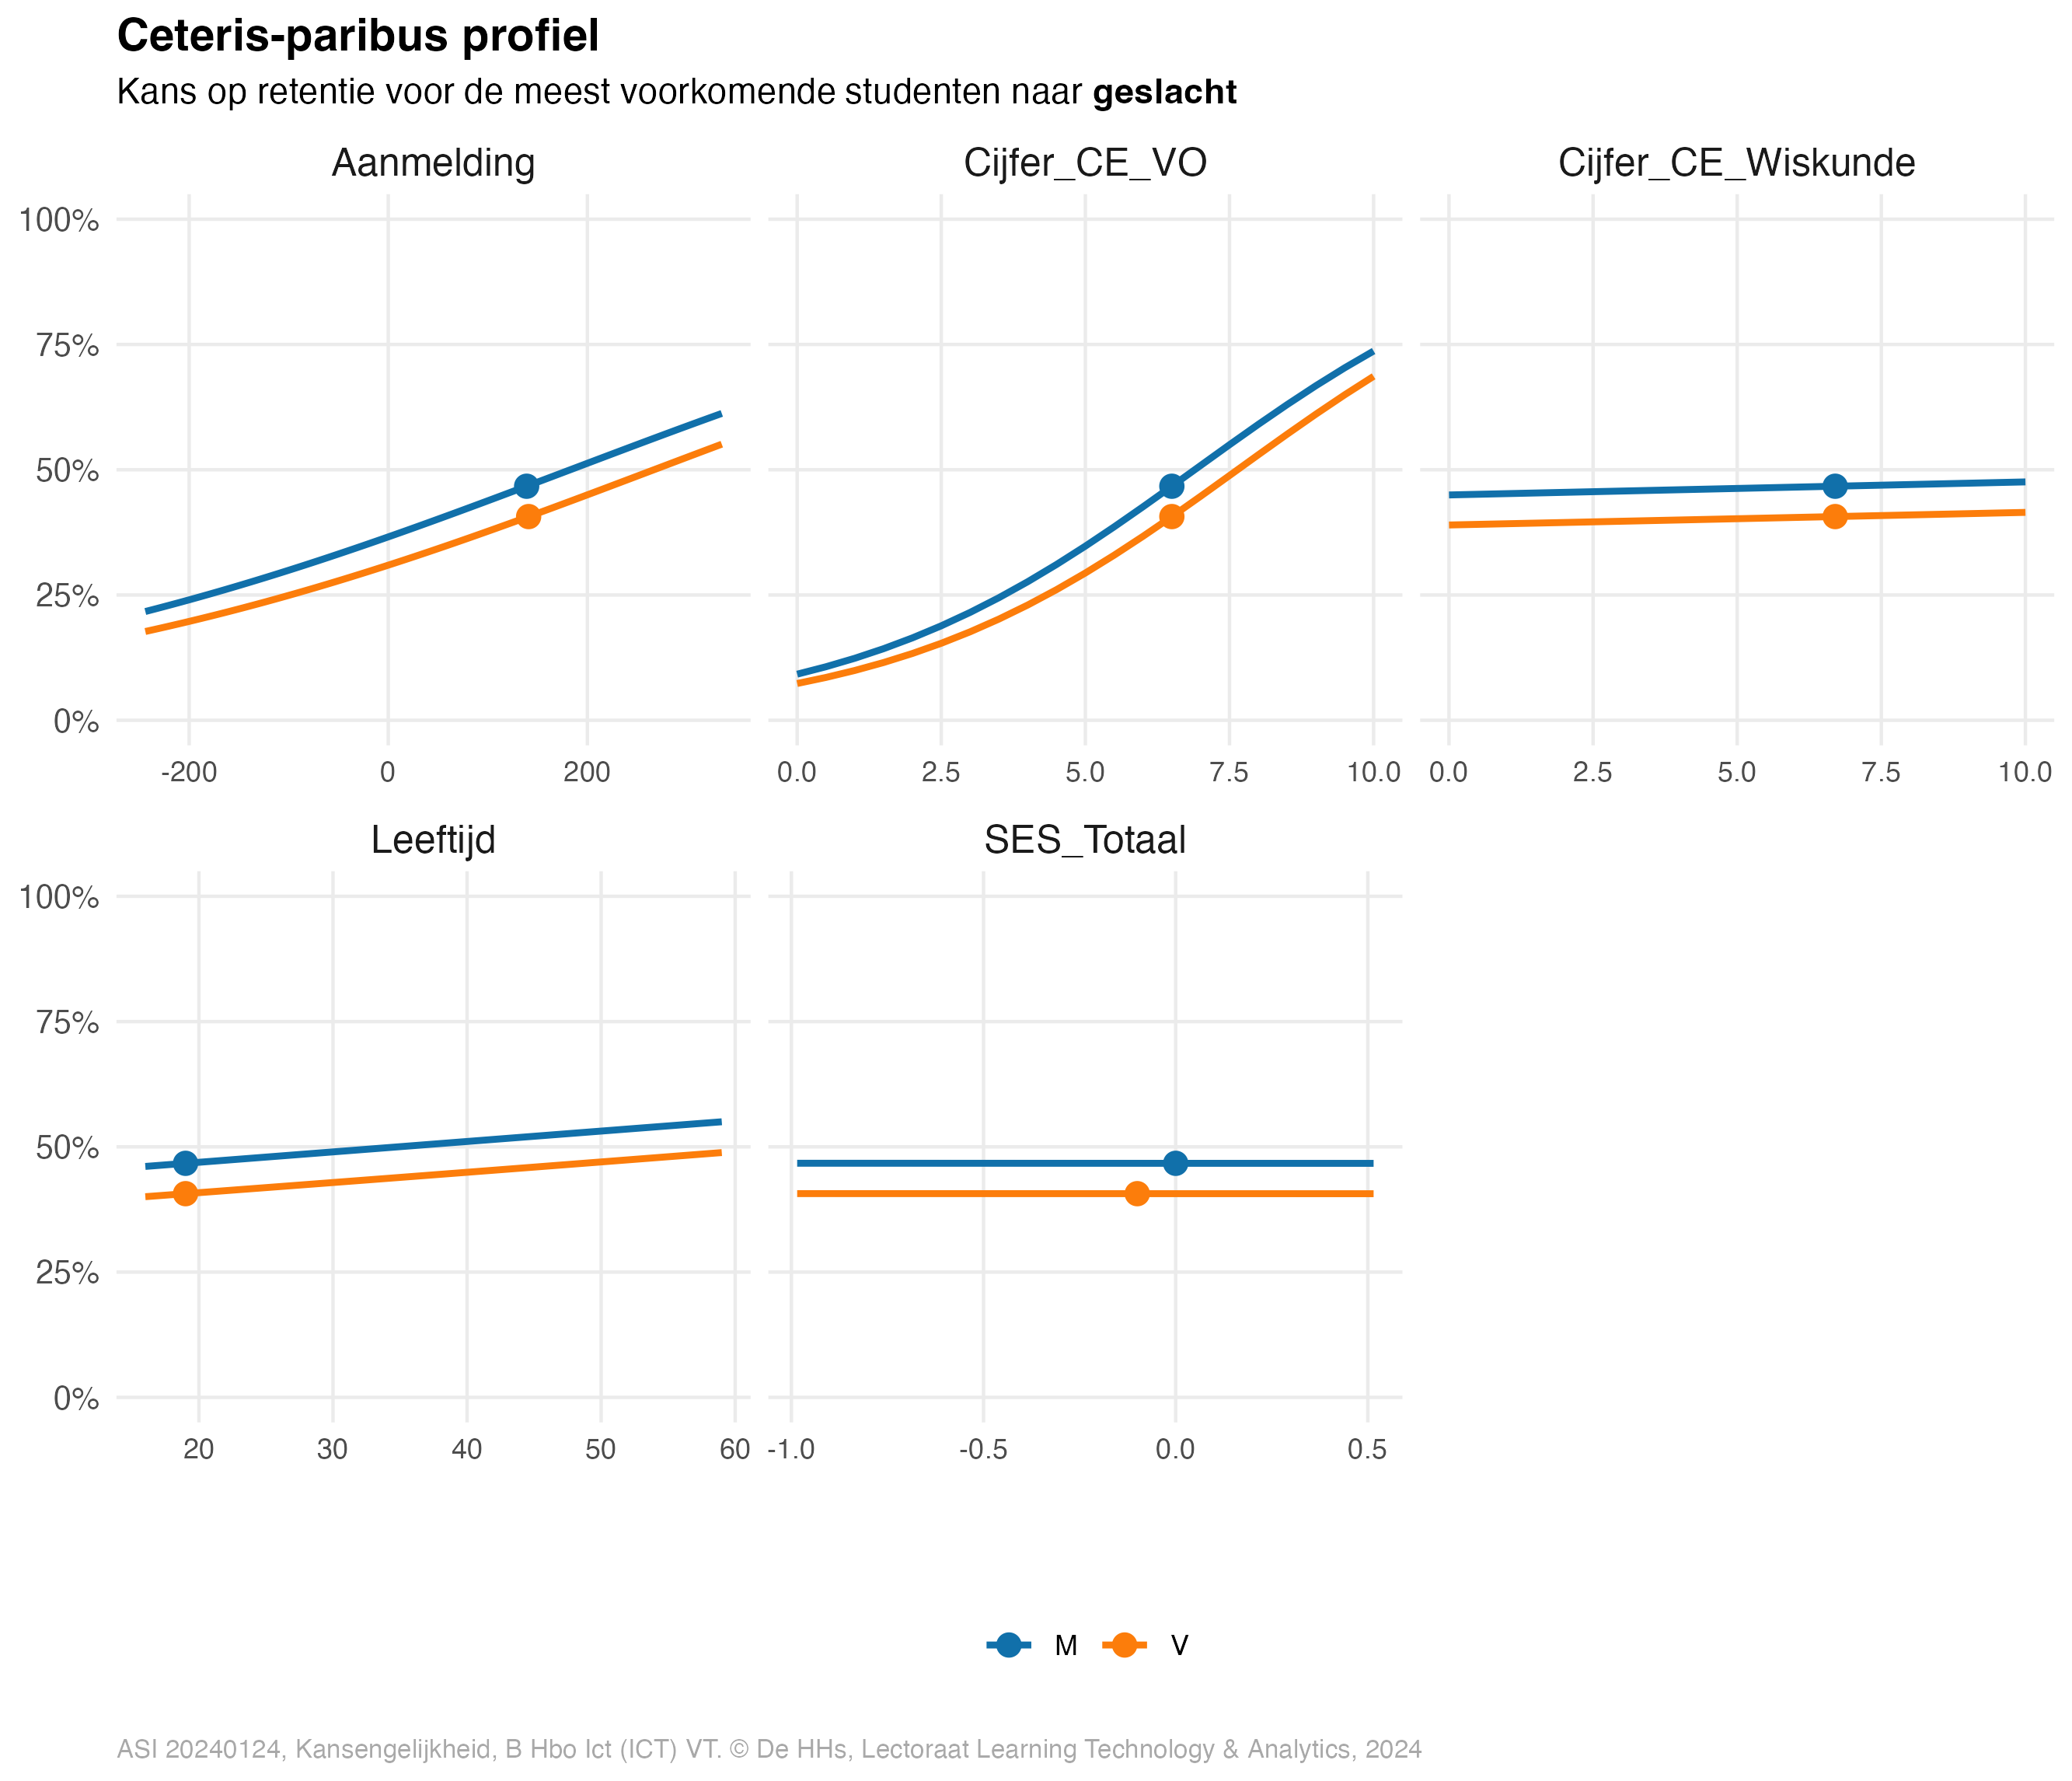 Ceteris-paribus profiel
Kans op retentie voor de meest voorkomende studenten naar geslacht
Aanmelding
Cijfer_CE_VO
Cijfer_CE_Wiskunde
100%
75%
50%
25%
0%
-200 0 200
0.0 2.5 5.0 7.5 10.0
0.0 2.5 5.0 7.5 10.0
Leeftijd
SES_Totaal
100%
75%
50%
25%
0%
20 30 40 50 60
-1.0 -0.5 0.0 0.5
M V
ASI 20240124, Kansengelijkheid, B Hbo Ict (ICT) VT. © De HHs, Lectoraat Learning Technology & Analytics, 2024